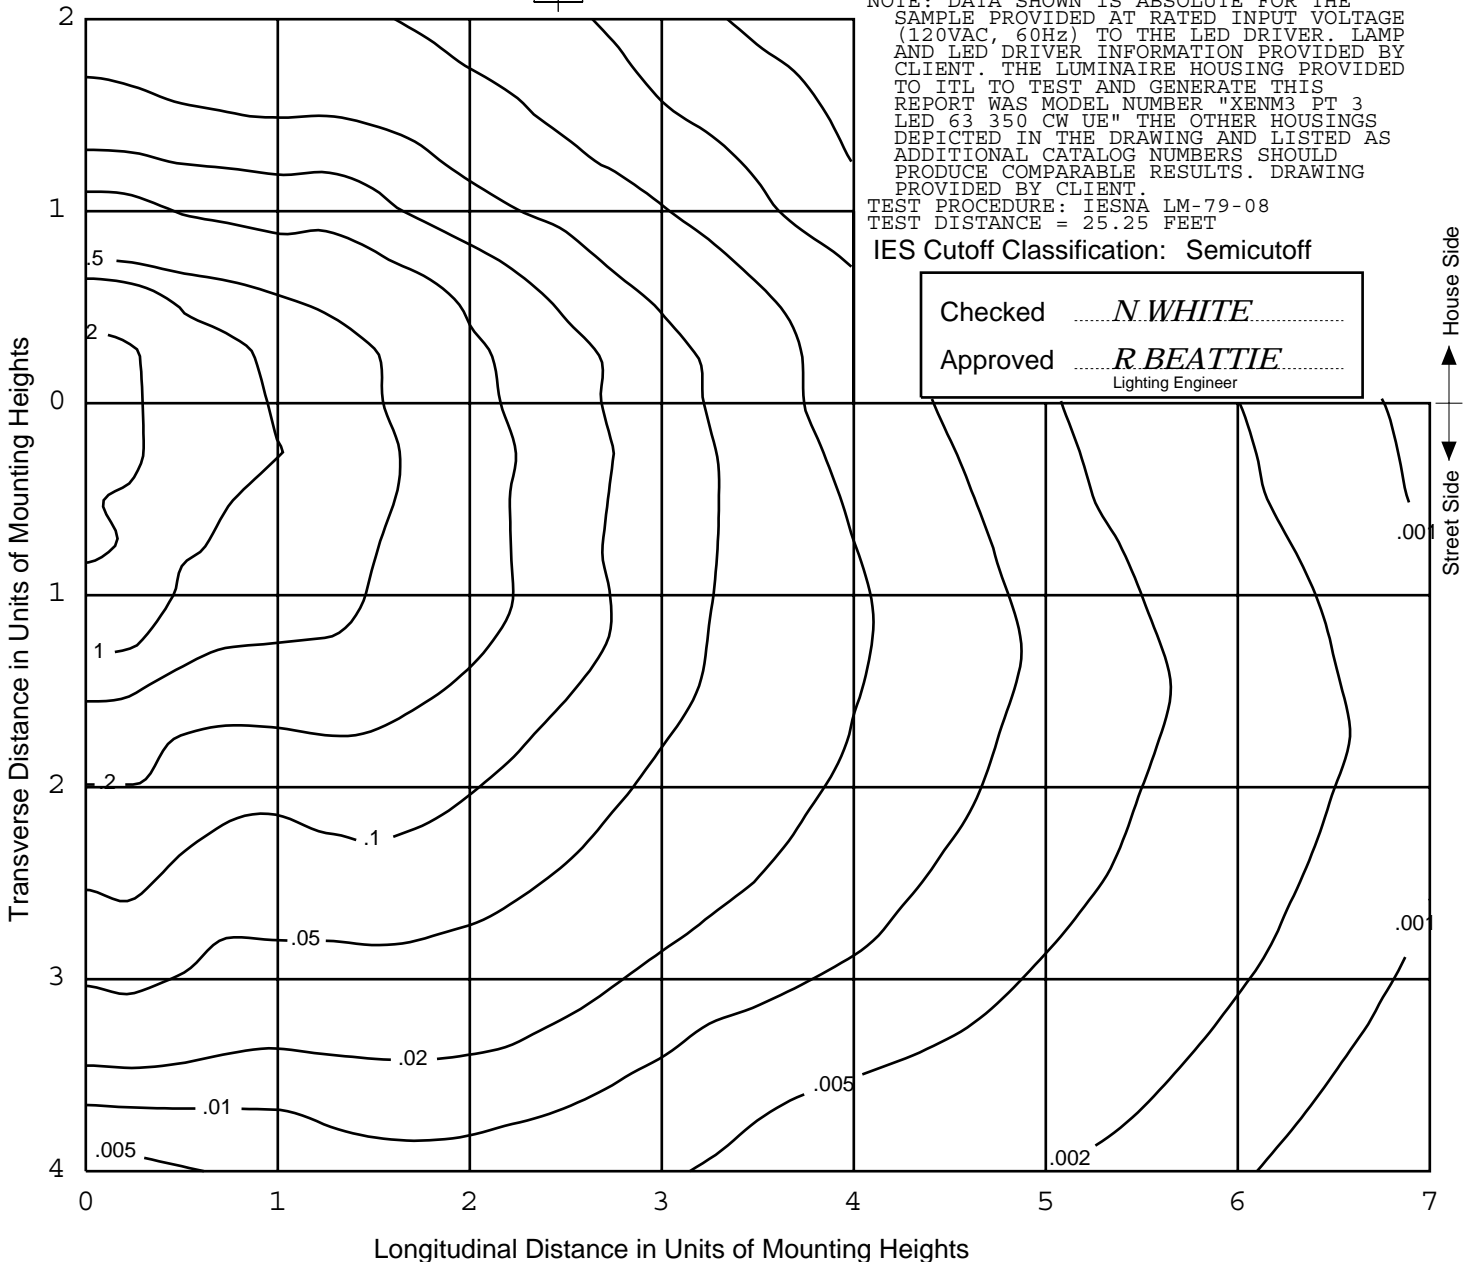 NOTE: DATA SHOWN IS ABSOLUTE FOR THE
SAMPLE PROVIDED AT RATED INPUT VOLTAGE
(120VAC, 60Hz) TO THE LED DRIVER. LAMP
AND LED DRIVER INFORMATION PROVIDED BY
CLIENT. THE LUMINAIRE HOUSING PROVIDED
TO ITL TO TEST AND GENERATE THIS
REPORT WAS MODEL NUMBER "XENM3 PT 3
LED 63 350 CW UE" THE OTHER HOUSINGS
DEPICTED IN THE DRAWING AND LISTED AS
ADDITIONAL CATALOG NUMBERS SHOULD
PRODUCE COMPARABLE RESULTS. DRAWING
PROVIDED BY CLIENT.
TEST PROCEDURE: IESNA LM-79-08
TEST DISTANCE = 25.25 FEET
IES Cutoff Classification: Semicutoff
Checked N WHITE
Approved R BEATTIE
Lighting Engineer
House Side
Street Side
Transverse Distance in Units of Mounting Heights
2
1
0
1
2
3
4
.5
2
1
.2
.1
.05
.02
.01
.005
.005
.002
.001
.001
0 1 2 3 4 5 6 7
Longitudinal Distance in Units of Mounting Heights